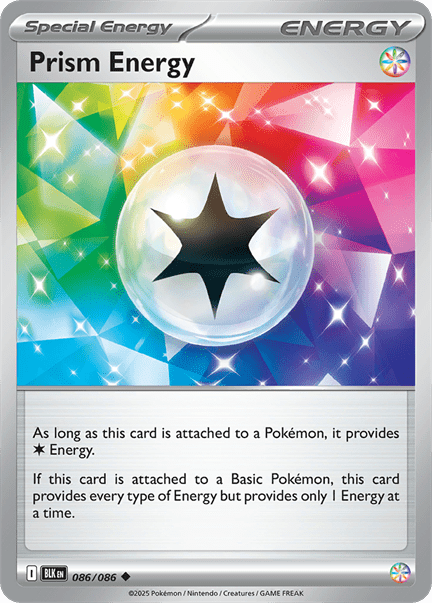 Special Energy
ENERGY
Prism Energy
As long as this card is attached to a Pokémon, it provides
✶ Energy.
If this card is attached to a Basic Pokémon, this card
provides every type of Energy but provides only 1 Energy at
a time.
I BLK EN 086/086 ◆
©2025 Pokémon / Nintendo / Creatures / GAME FREAK